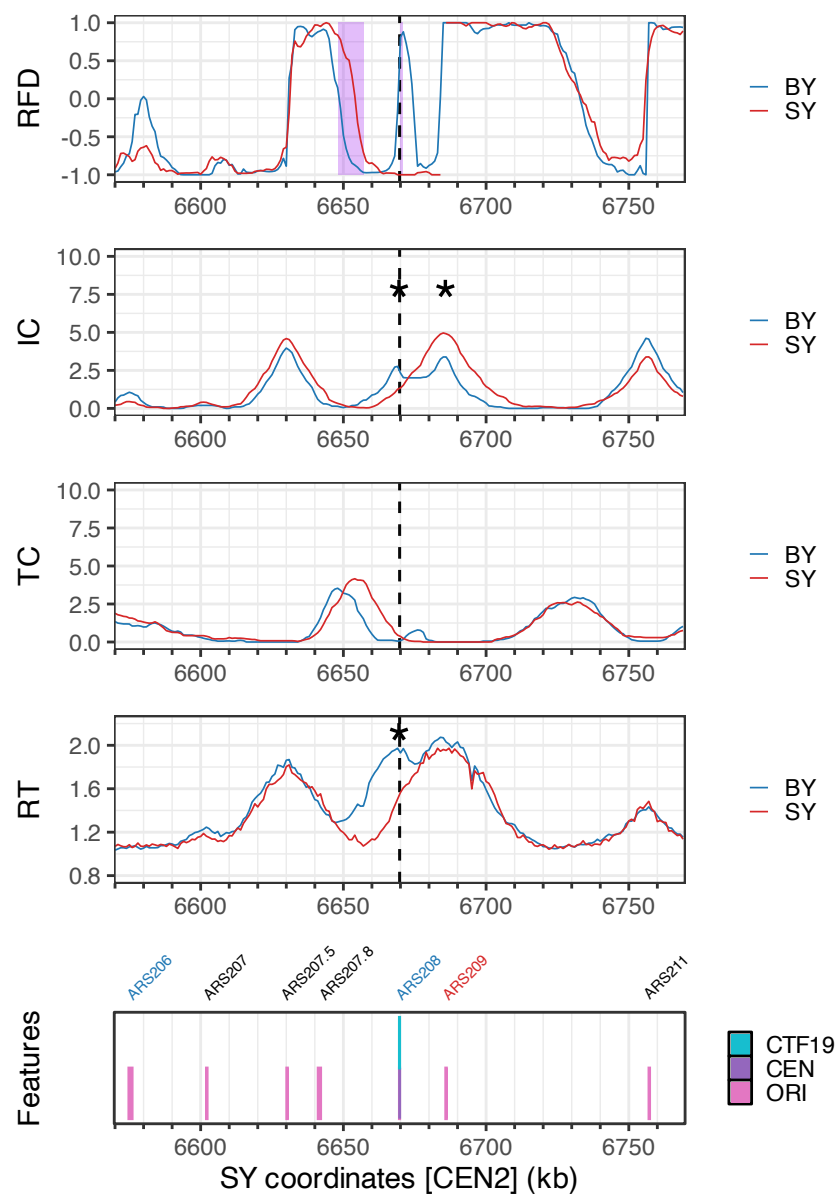 RFD
1.0
0.5
0.0
-0.5
-1.0
6600 6650 6700 6750
BY
SY
IC
10.0
7.5
5.0
2.5
0.0
* *
6600 6650 6700 6750
BY
SY
TC
10.0
7.5
5.0
2.5
0.0
6600 6650 6700 6750
BY
SY
RT
2.0
1.6
1.2
0.8
*
6600 6650 6700 6750
BY
SY
ARS206 ARS207 ARS207.5 ARS207.8 ARS208 ARS209 ARS211
Features
CTF19
CEN
ORI
6600 6650 6700 6750
SY coordinates [CEN2] (kb)